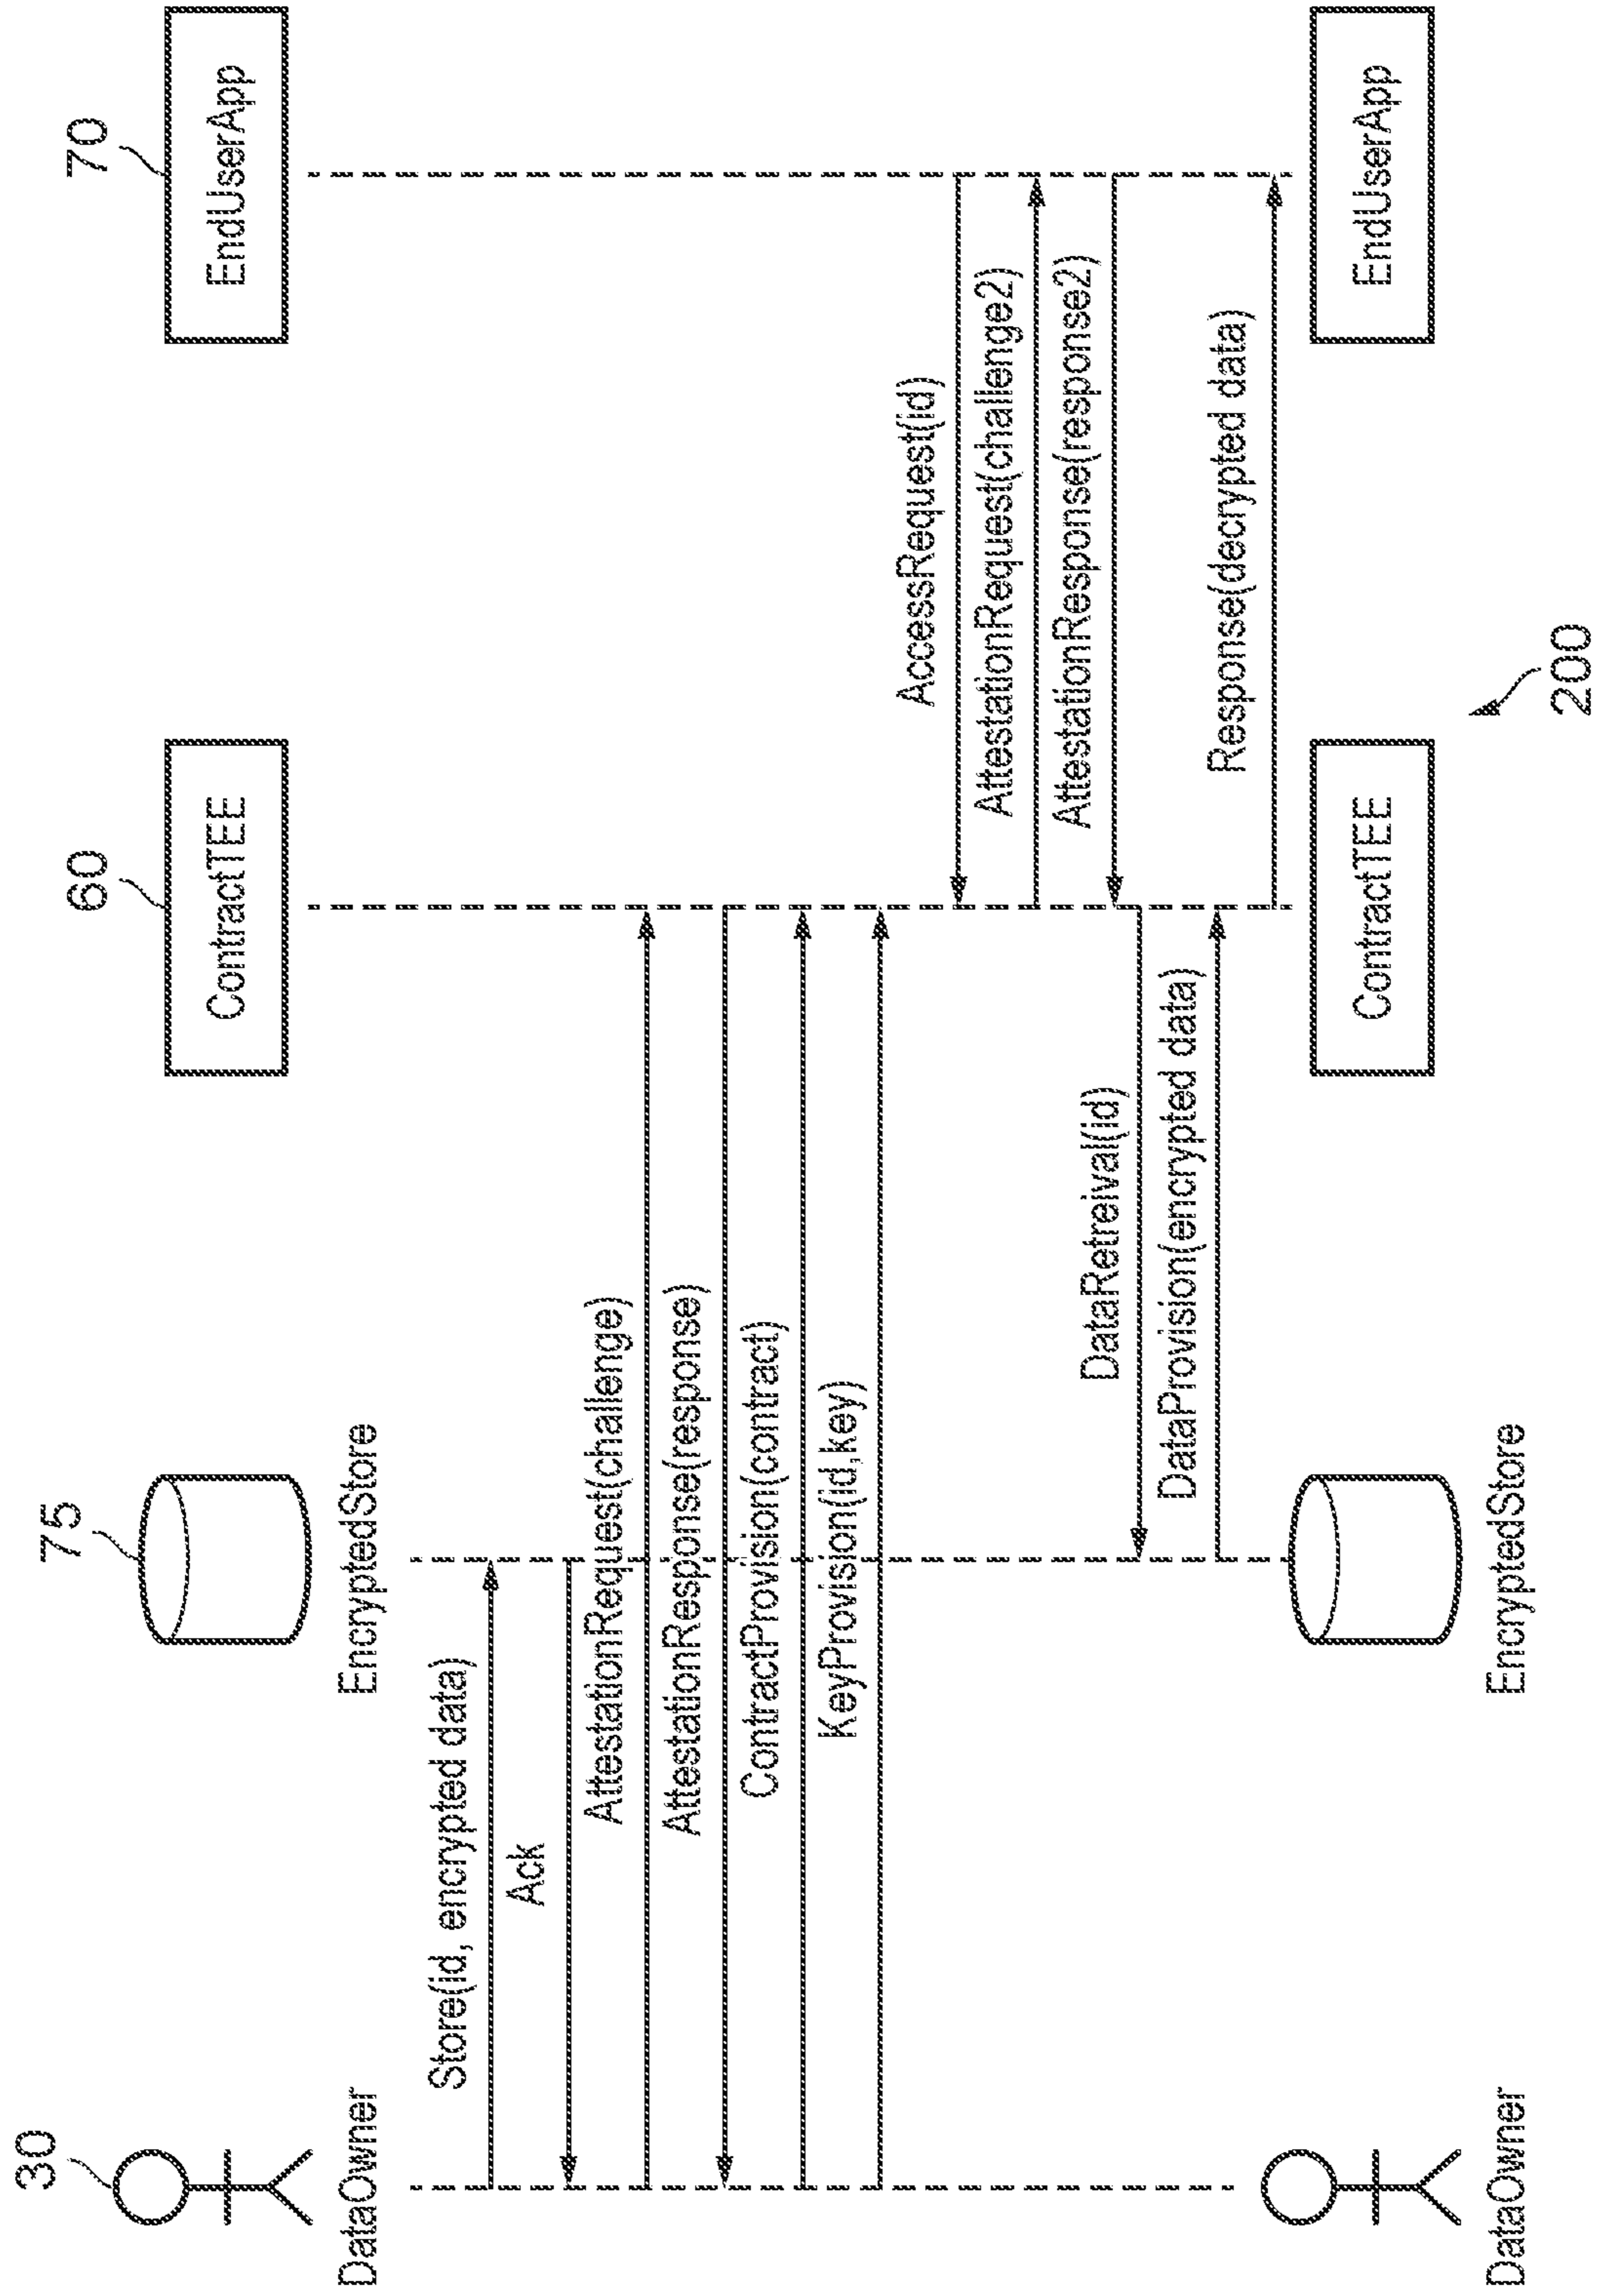 30
75
60
70
DataOwner
EncryptedStore
ContractTEE
EndUserApp
Store(id, encrypted data)
Ack
AttestationRequest(challenge)
AttestationResponse(response)
ContractProvision(contract)
KeyProvision(id,key)
AccessRequest(id)
AttestationRequest(challenge2)
AttestationResponse(response2)
DataRetreival(id)
DataProvision(encrypted data)
Response(decrypted data)
DataOwner
EncryptedStore
ContractTEE
EndUserApp
200